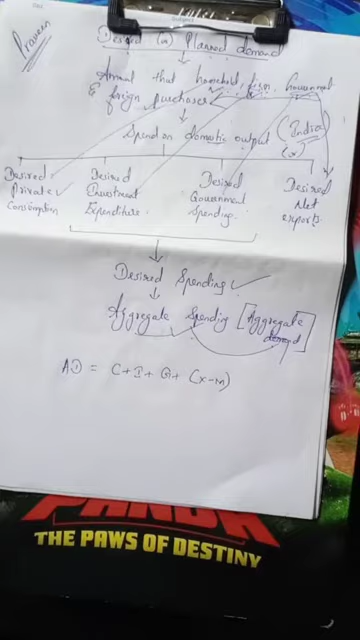 Praveen
Desired (or) Planned demand
Amount that household, firm, Government
& foreign purchases
Spend on domestic output (India)
Desired Private Consumption
Desired Investment Expenditure
Desired Government Spending
Desired Net exports
Desired Spending
Aggregate Spending [Aggregate demand]
AD = C+I+G+(x-m)
PANDA
THE PAWS OF DESTINY